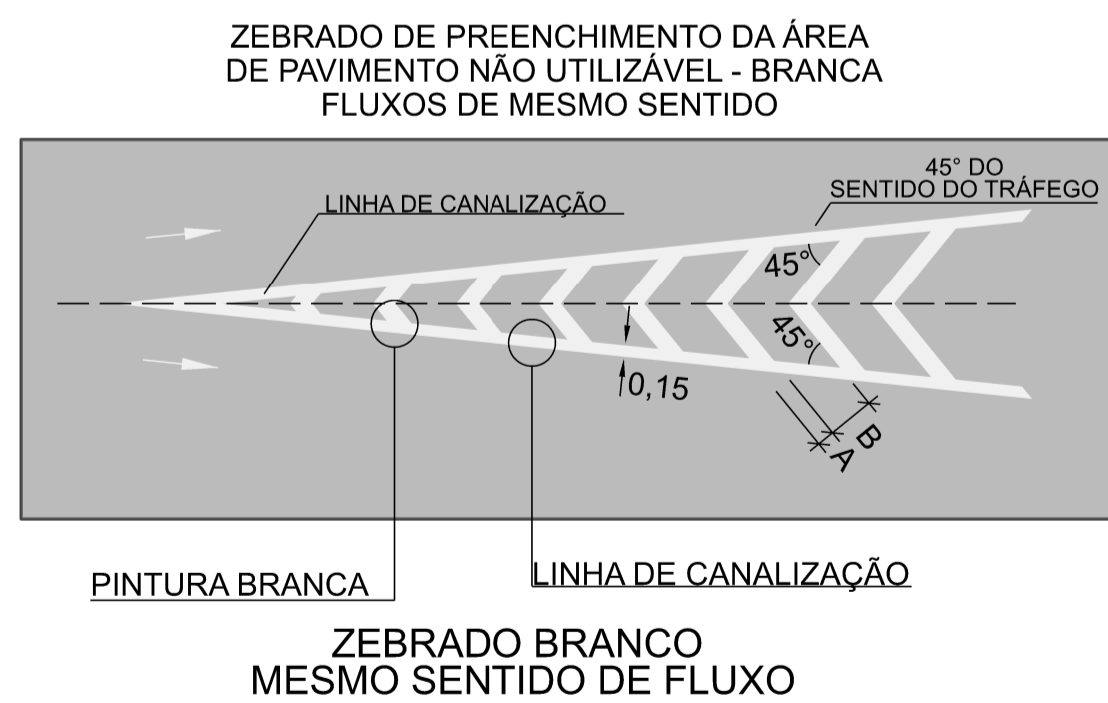 ZEBRADO DE PREENCHIMENTO DA ÁREA
DE PAVIMENTO NÃO UTILIZÁVEL - BRANCA
FLUXOS DE MESMO SENTIDO
45° DO
SENTIDO DO TRÁFEGO
LINHA DE CANALIZAÇÃO
45°
45°
0,15
B
A
PINTURA BRANCA
LINHA DE CANALIZAÇÃO
ZEBRADO BRANCO
MESMO SENTIDO DE FLUXO